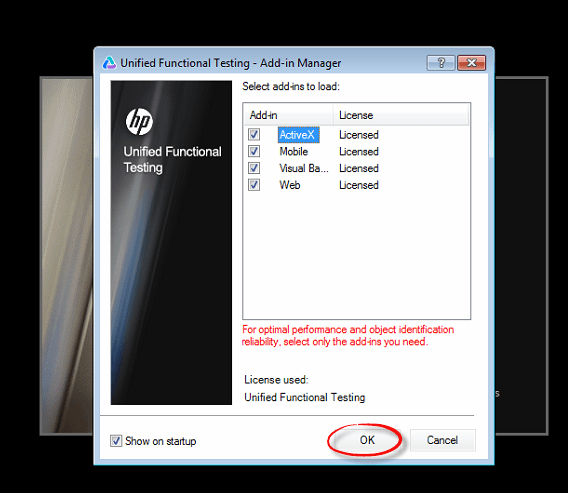 Unified Functional Testing - Add-in Manager
?
Select add-ins to load:
hp
Unified Functional
Testing
Add-in License
ActiveX Licensed
Mobile Licensed
Visual Ba... Licensed
Web Licensed
For optimal performance and object identification
reliability, select only the add-ins you need.
License used:
Unified Functional Testing
Show on startup
OK
Cancel